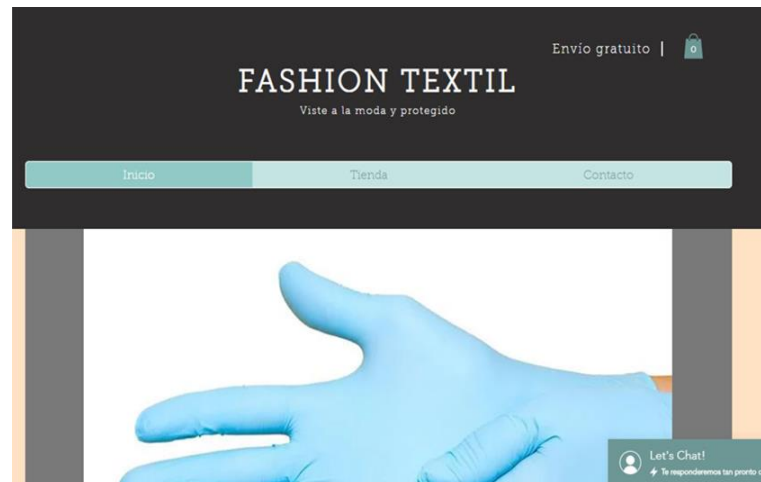 Envío gratuito |
0
FASHION TEXTIL
Viste a la moda y protegido
Inicio
Tienda
Contacto
Let's Chat!
Te responderemos tan pronto